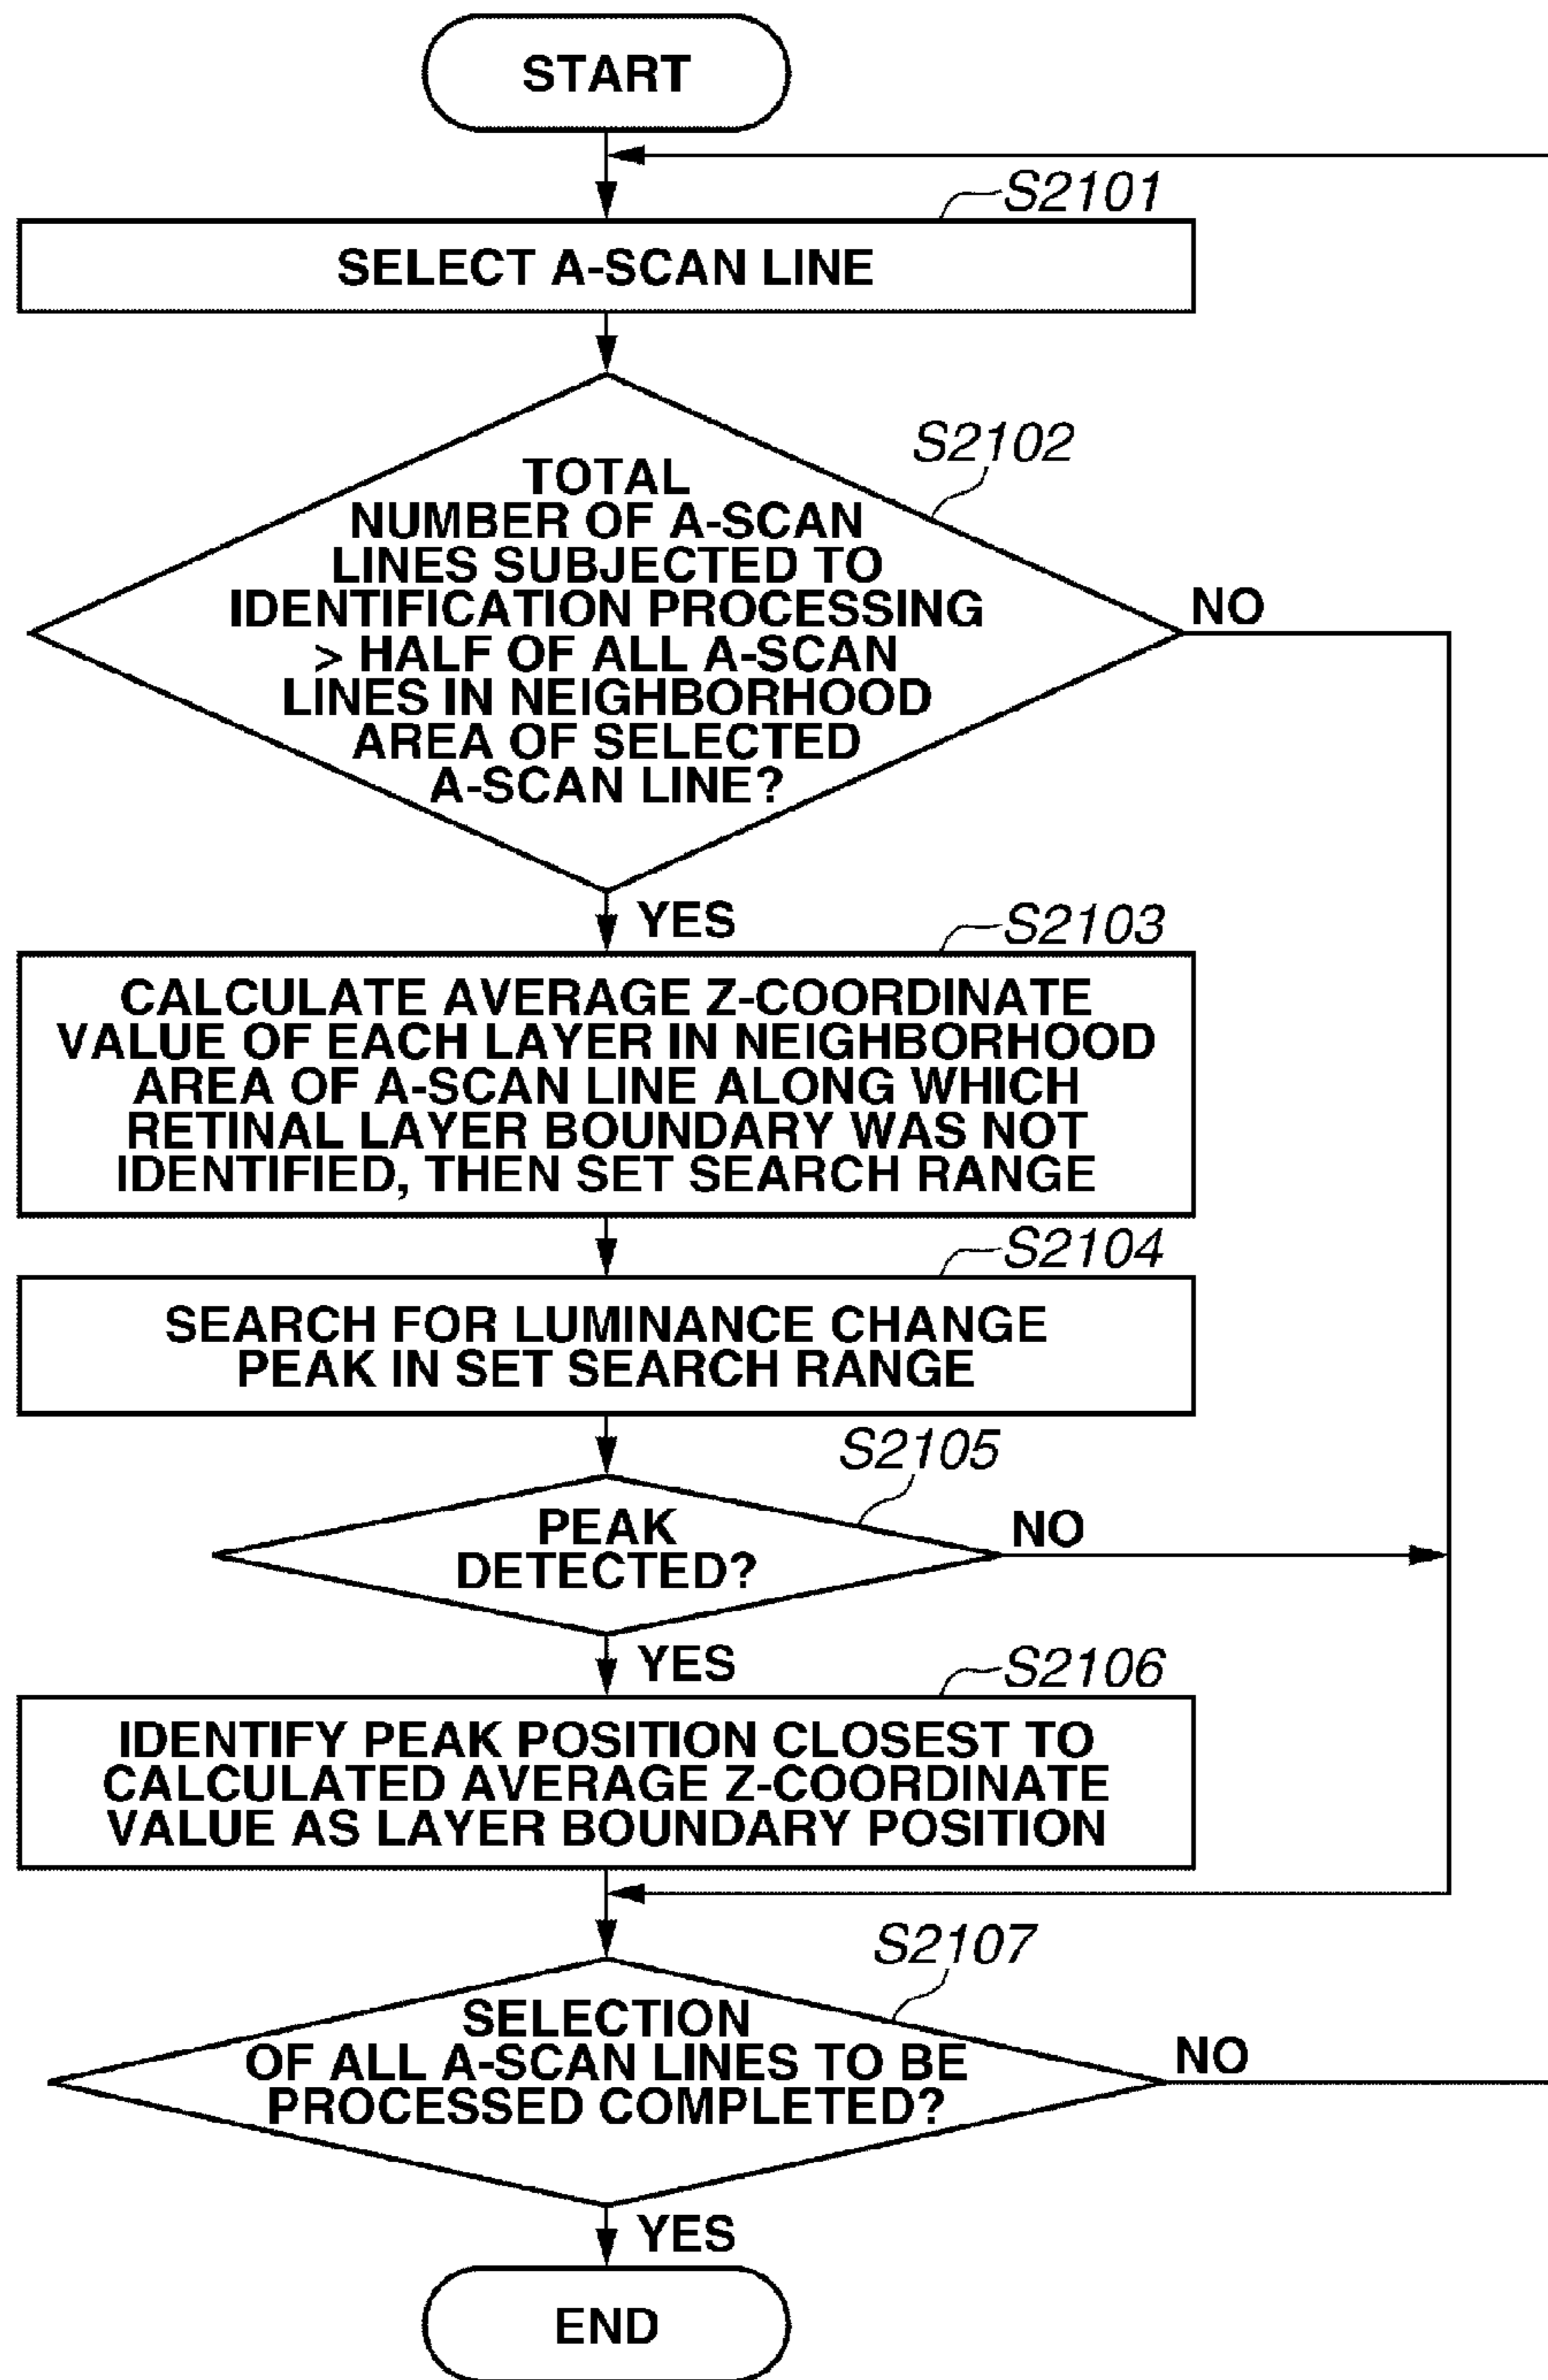 START
S2101
SELECT A-SCAN LINE
S2102
TOTAL
NUMBER OF A-SCAN
LINES SUBJECTED TO
IDENTIFICATION PROCESSING
> HALF OF ALL A-SCAN
LINES IN NEIGHBORHOOD
AREA OF SELECTED
A-SCAN LINE?
NO
YES
S2103
CALCULATE AVERAGE Z-COORDINATE
VALUE OF EACH LAYER IN NEIGHBORHOOD
AREA OF A-SCAN LINE ALONG WHICH
RETINAL LAYER BOUNDARY WAS NOT
IDENTIFIED, THEN SET SEARCH RANGE
S2104
SEARCH FOR LUMINANCE CHANGE
PEAK IN SET SEARCH RANGE
S2105
PEAK
DETECTED?
NO
YES
S2106
IDENTIFY PEAK POSITION CLOSEST TO
CALCULATED AVERAGE Z-COORDINATE
VALUE AS LAYER BOUNDARY POSITION
S2107
SELECTION
OF ALL A-SCAN LINES TO BE
PROCESSED COMPLETED?
NO
YES
END